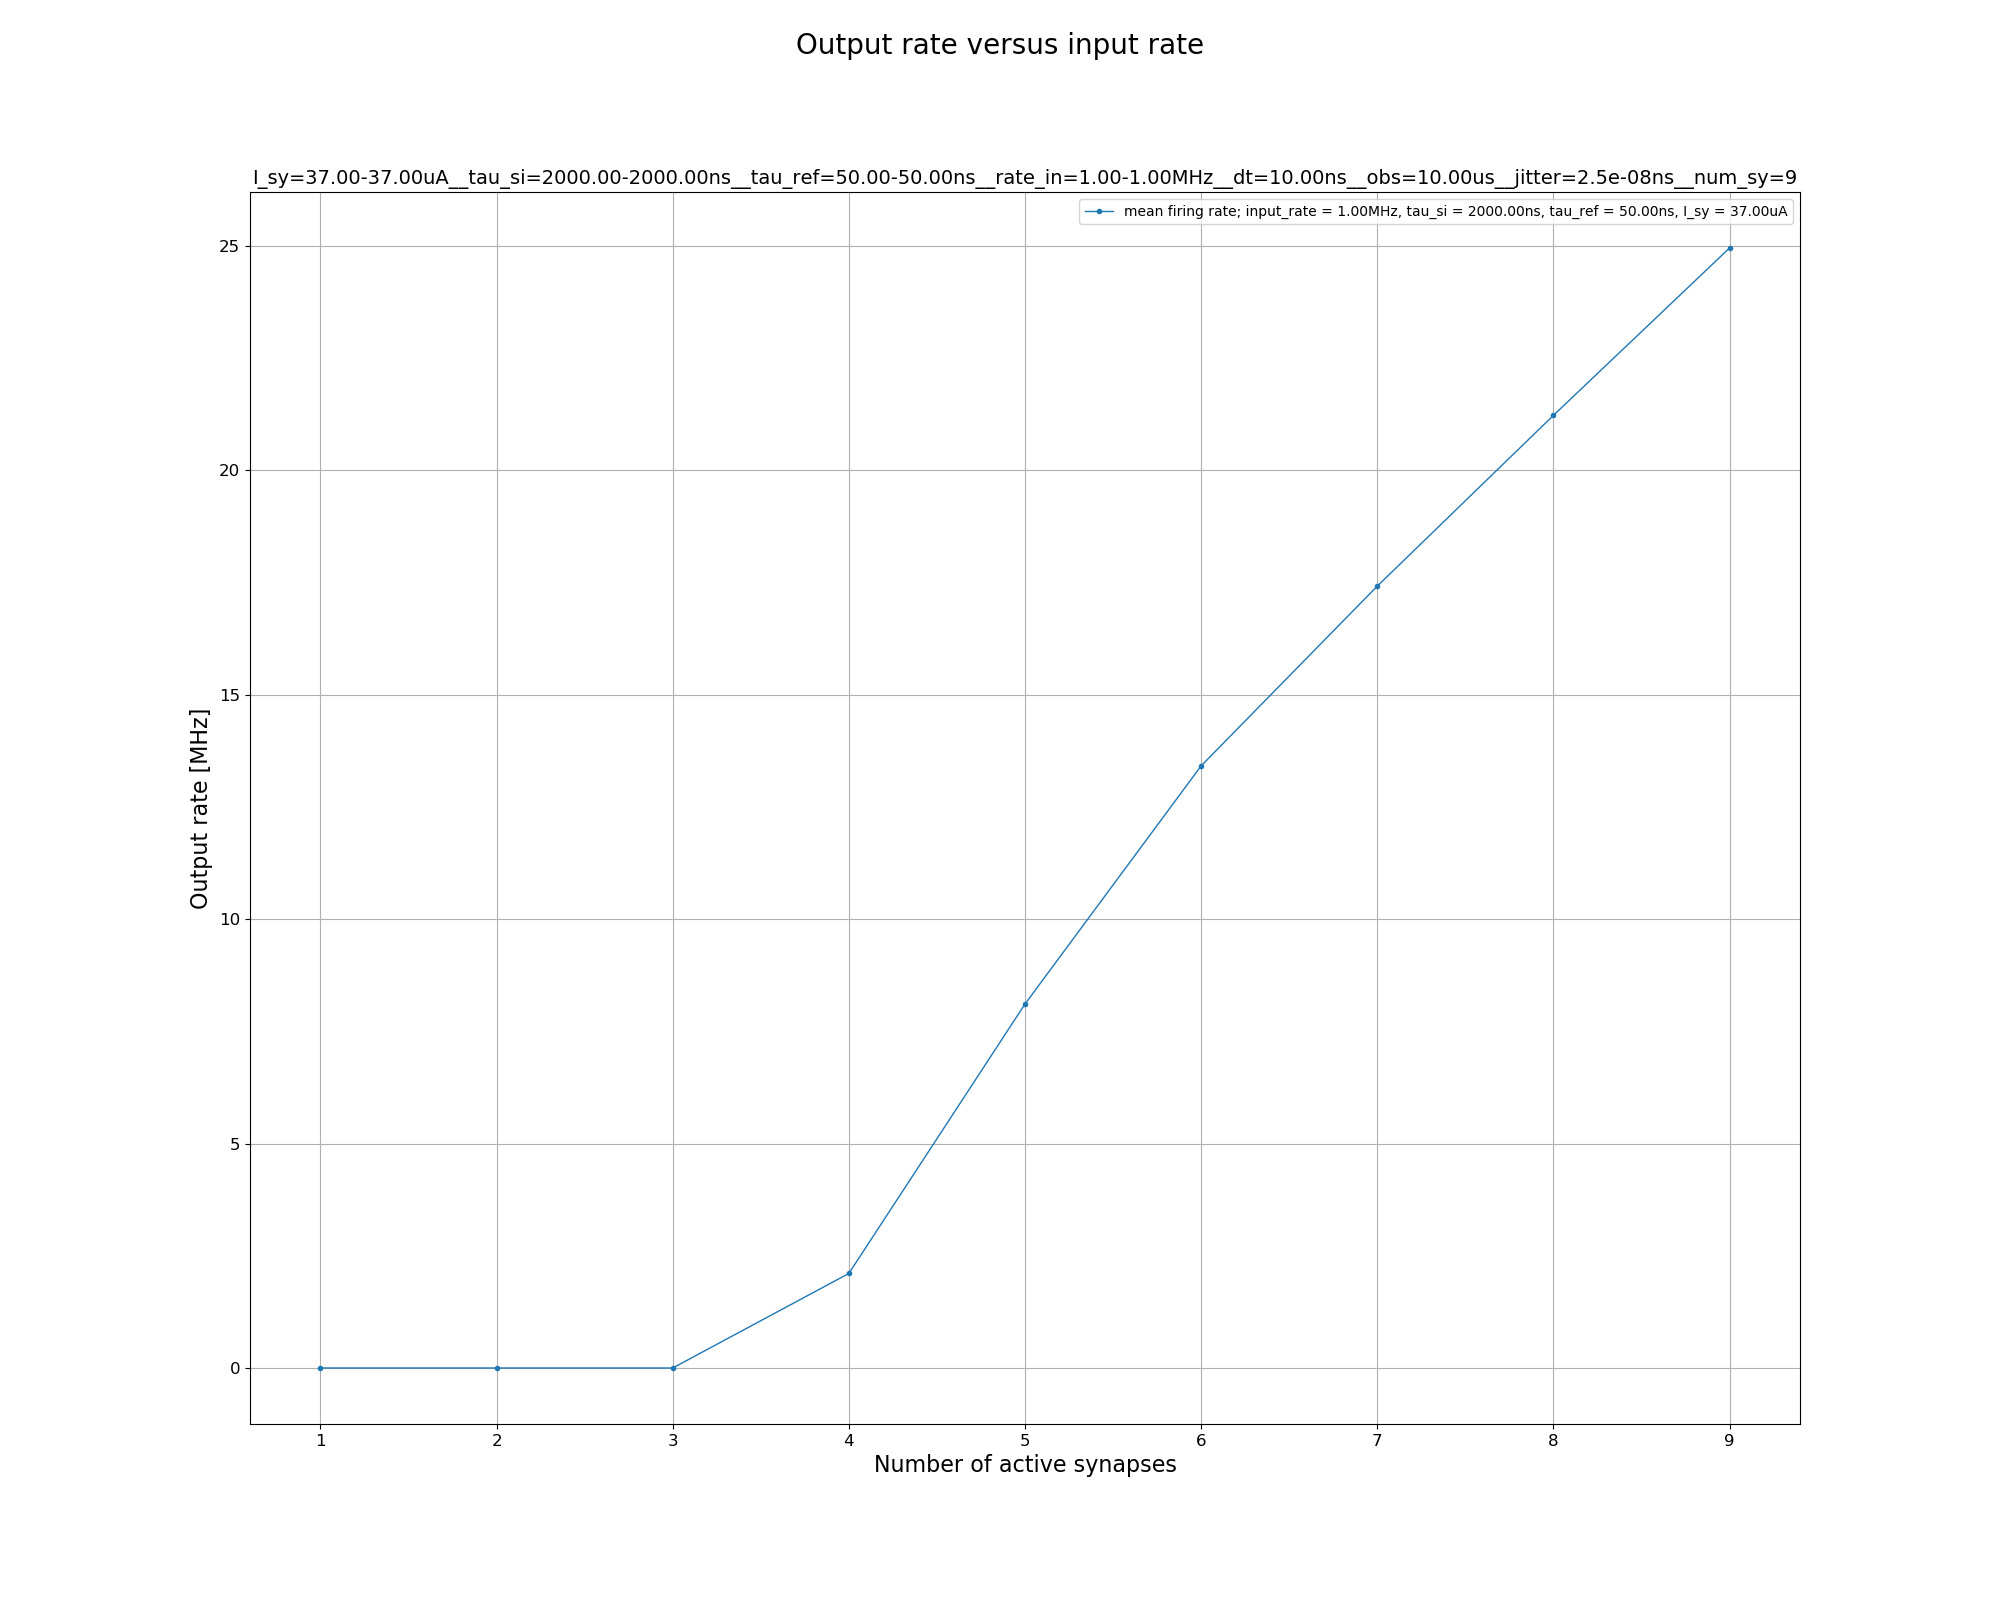 Output rate versus input rate
I_sy=37.00-37.00uA__tau_si=2000.00-2000.00ns__tau_ref=50.00-50.00ns__rate_in=1.00-1.00MHz__dt=10.00ns__obs=10.00us__jitter=2.5e-08ns__num_sy=9
mean firing rate; input_rate = 1.00MHz, tau_si = 2000.00ns, tau_ref = 50.00ns, I_sy = 37.00uA
25
20
15
10
5
0
Output rate [MHz]
1 2 3 4 5 6 7 8 9
Number of active synapses